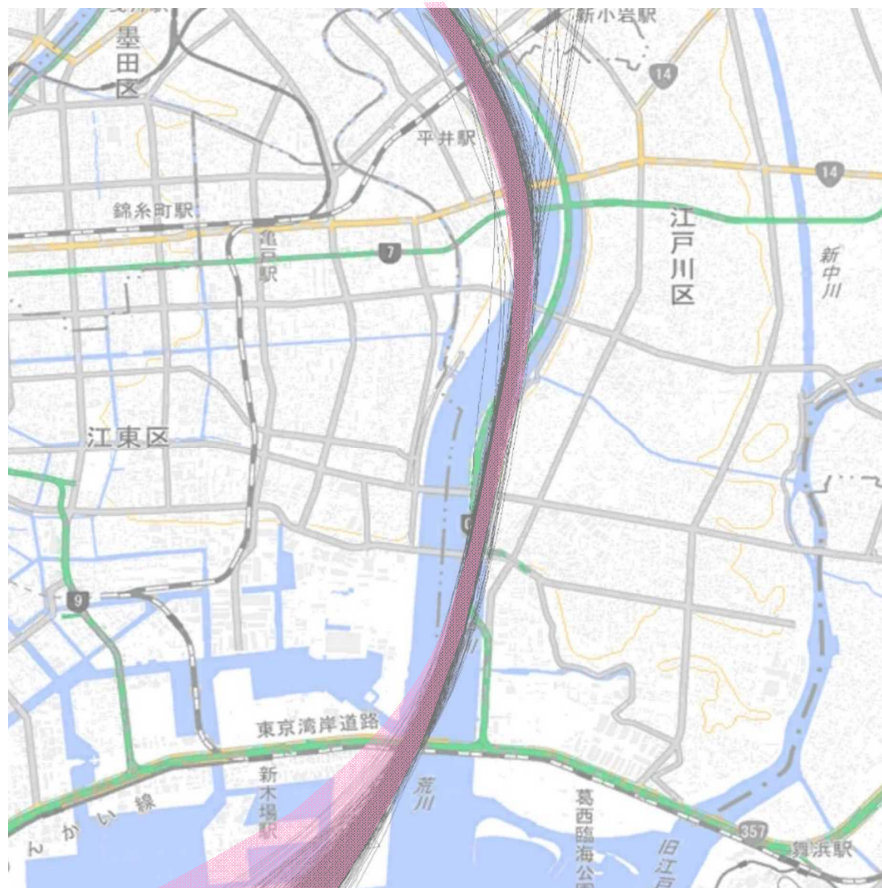 新小岩駅
墨田区
14
平井駅
14
錦糸町駅
江戸川区
亀戸駅
7
新中川
江東区
9
東京湾岸道路
新木場駅
荒川
葛西臨海公園
357
舞浜駅
旧江戸